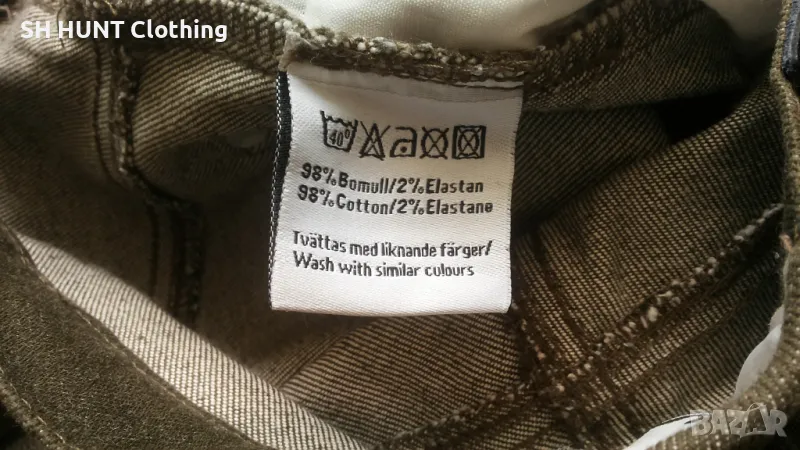 SH HUNT Clothing
40°
98%Bomull/2%Elastan
98%Cotton/2%Elastane
Tvättas med liknande färger/
Wash with similar colours
BAZAR